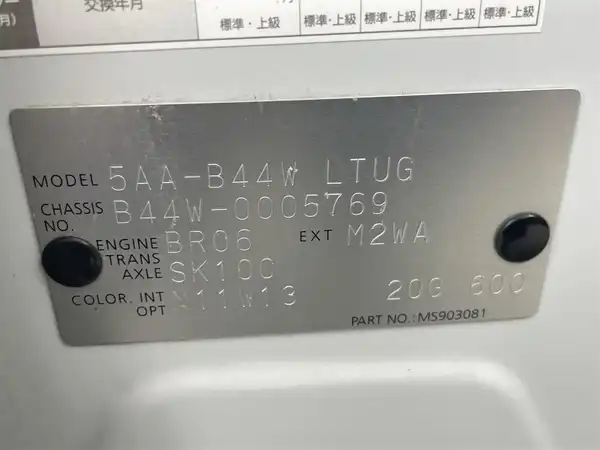 月)
交換年月
標準・上級 標準・上級 標準・上級 標準・上級 標準・上級
MODEL 5AA-B44W LTUG
CHASSIS NO. B44W-0005769
ENGINE BR06 EXT M2WA
TRANS AXLE SK100
COLOR. INT OPT N11W13 20G 600
PART NO.:MS903081